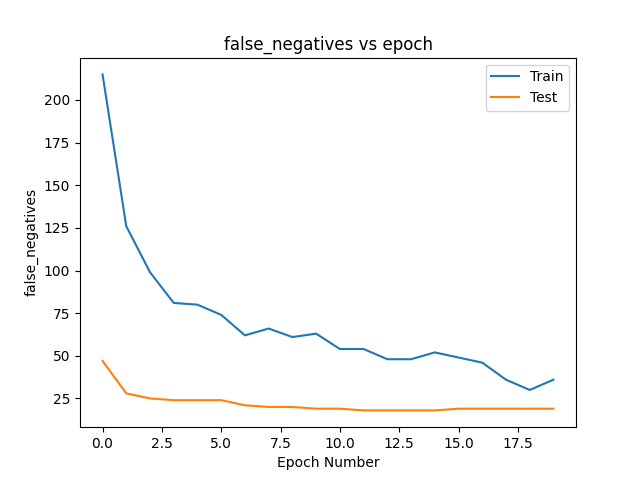 false_negatives vs epoch
Train
Test
200
175
150
125
100
75
50
25
false_negatives
0.0 2.5 5.0 7.5 10.0 12.5 15.0 17.5
Epoch Number